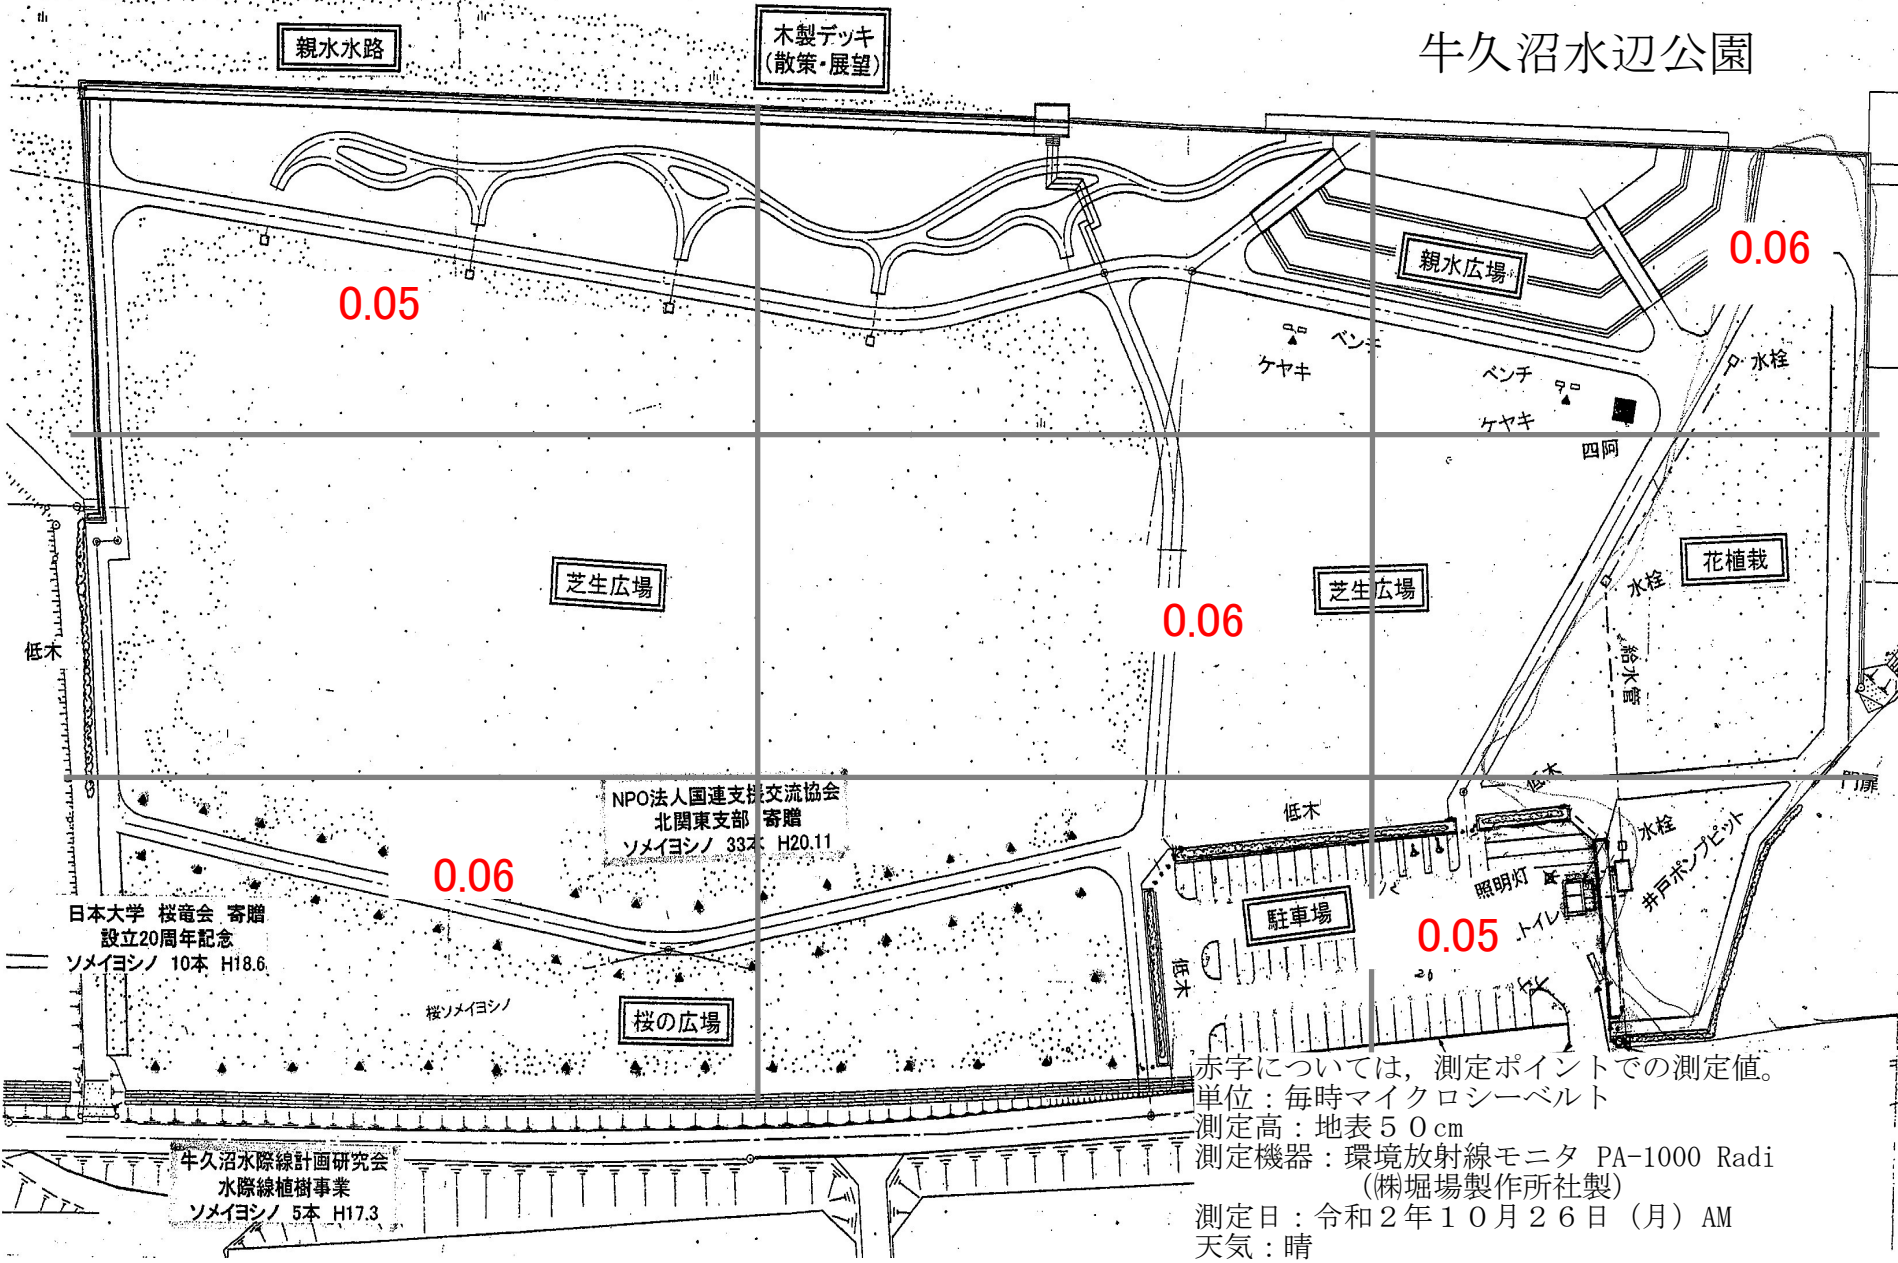 牛久沼水辺公園
親水水路
木製デッキ
(散策・展望)
0.05
0.06
親水広場
ベンチ
ケヤキ
ベンチ
ケヤキ
水栓
四阿
芝生広場
0.06
芝生広場
花植栽
水栓
給水管
低木
NPO法人国連支援交流協会
北関東支部 寄贈
ソメイヨシノ 33本 H20.11
低木
低木
門扉
水栓
井戸ポンプピット
照明灯
トイレ
0.06
駐車場
0.05
20
低木
日本大学 桜竜会 寄贈
設立20周年記念
ソメイヨシノ 10本 H18.6
桜ソメイヨシノ
桜の広場
牛久沼水際線計画研究会
水際線植樹事業
ソメイヨシノ 5本 H17.3
赤字については，測定ポイントでの測定値。
単位：毎時マイクロシーベルト
測定高：地表５０cm
測定機器：環境放射線モニタ PA-1000 Radi
（㈱堀場製作所社製）
測定日：令和２年１０月２６日（月）AM
天気：晴